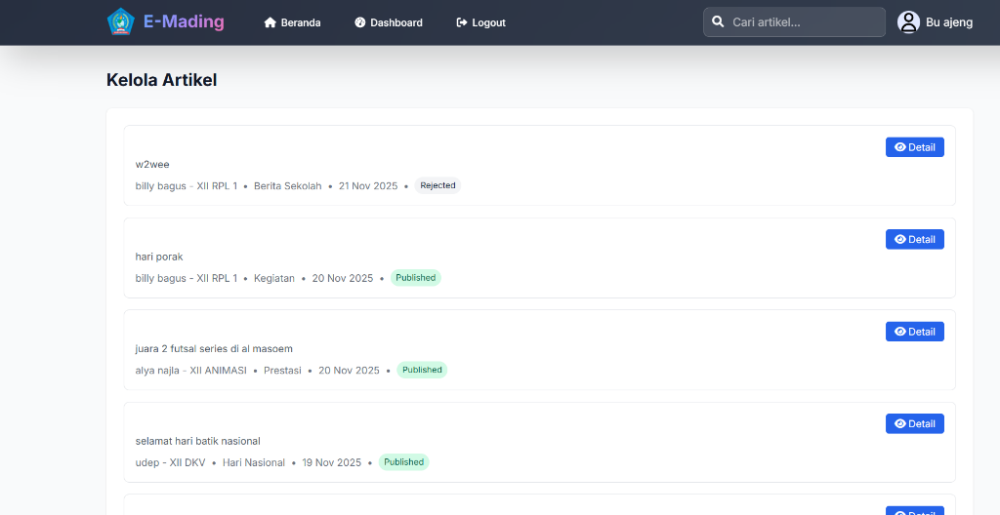 E-Mading Beranda Dashboard Logout Cari artikel... Bu ajeng
Kelola Artikel
Detail
w2wee
billy bagus - XII RPL 1 • Berita Sekolah • 21 Nov 2025 • Rejected
Detail
hari porak
billy bagus - XII RPL 1 • Kegiatan • 20 Nov 2025 • Published
Detail
juara 2 futsal series di al masoem
alya najla - XII ANIMASI • Prestasi • 20 Nov 2025 • Published
Detail
selamat hari batik nasional
udep - XII DKV • Hari Nasional • 19 Nov 2025 • Published
Detail